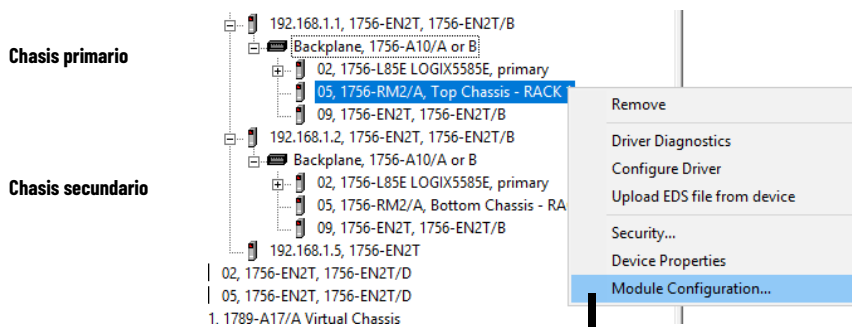 192.168.1.1, 1756-EN2T, 1756-EN2T/B
Chasis primario
Backplane, 1756-A10/A or B
02, 1756-L85E LOGIX5585E, primary
05, 1756-RM2/A, Top Chassis - RACK
Remove
09, 1756-EN2T, 1756-EN2T/B
192.168.1.2, 1756-EN2T, 1756-EN2T/B
Driver Diagnostics
Backplane, 1756-A10/A or B
Configure Driver
Chasis secundario
02, 1756-L85E LOGIX5585E, primary
Upload EDS file from device
05, 1756-RM2/A, Bottom Chassis - RA
09, 1756-EN2T, 1756-EN2T/B
Security...
192.168.1.5, 1756-EN2T
Device Properties
02, 1756-EN2T, 1756-EN2T/D
Module Configuration...
05, 1756-EN2T, 1756-EN2T/D
1, 1789-A17/A Virtual Chassis